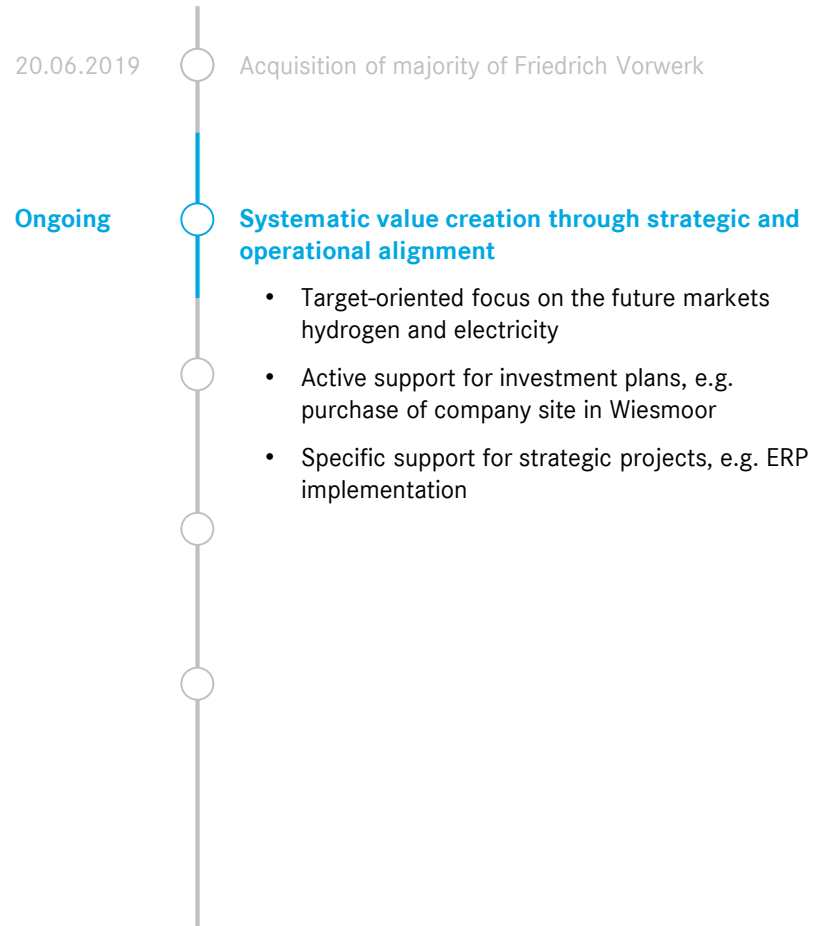 20.06.2019 Acquisition of majority of Friedrich Vorwerk
Ongoing Systematic value creation through strategic and
operational alignment
• Target-oriented focus on the future markets
hydrogen and electricity
• Active support for investment plans, e.g.
purchase of company site in Wiesmoor
• Specific support for strategic projects, e.g. ERP
implementation